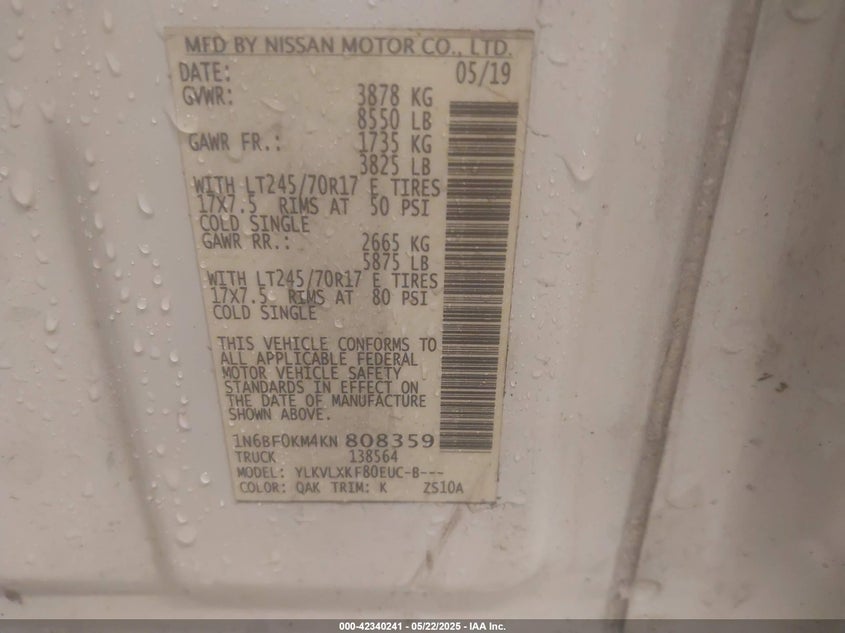 MFD BY NISSAN MOTOR CO., LTD.
DATE: 05/19
GVWR: 3878 KG
8550 LB
GAWR FR.: 1735 KG
3825 LB
WITH LT245/70R17 E TIRES
17X7.5 RIMS AT 50 PSI
COLD SINGLE
GAWR RR.: 2665 KG
5875 LB
WITH LT245/70R17 E TIRES
17X7.5 RIMS AT 80 PSI
COLD SINGLE
THIS VEHICLE CONFORMS TO
ALL APPLICABLE FEDERAL
MOTOR VEHICLE SAFETY
STANDARDS IN EFFECT ON
THE DATE OF MANUFACTURE
SHOWN ABOVE.
1N6BF0KM4KN808359
TRUCK 138564
MODEL: YLKVLXKF80EUC-B---
COLOR: QAK TRIM: K ZS10A
000-42340241 - 05/22/2025 - IAA Inc.